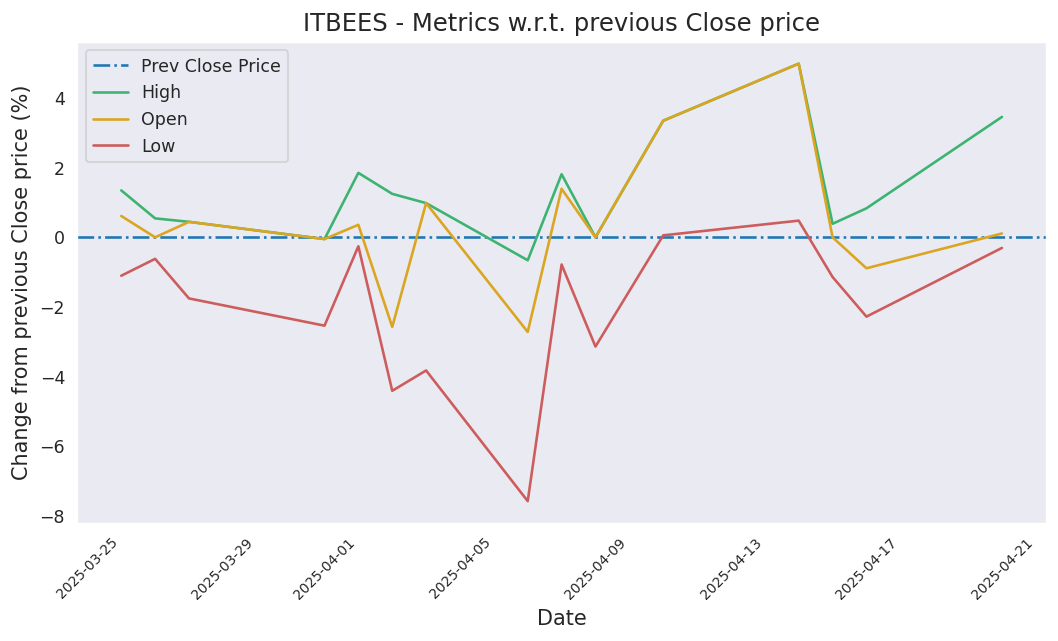 ITBEES - Metrics w.r.t. previous Close price
Prev Close Price
High
Open
Low
Change from previous Close price (%)
4
2
0
−2
−4
−6
−8
2025-03-25
2025-03-29
2025-04-01
2025-04-05
2025-04-09
2025-04-13
2025-04-17
2025-04-21
Date